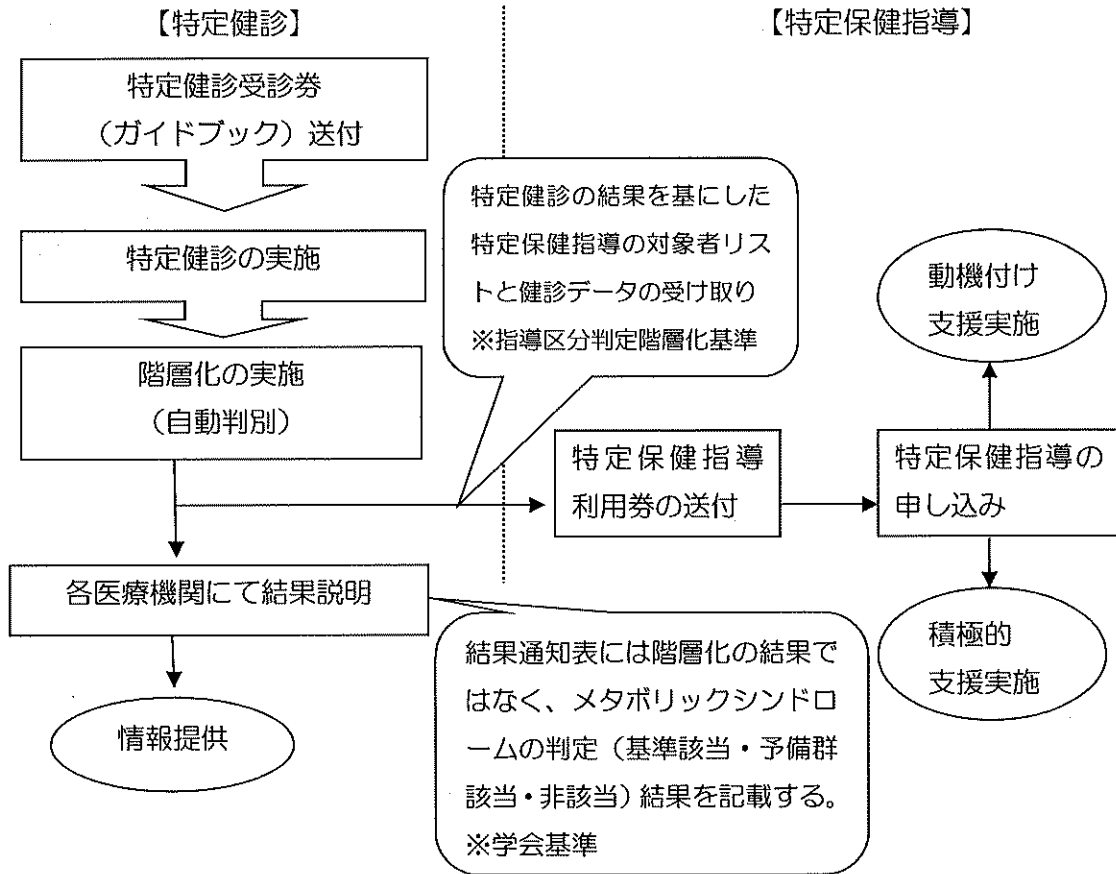 【特定健診】
【特定保健指導】
特定健診受診券
（ガイドブック）送付
特定健診の実施
階層化の実施
（自動判別）
特定健診の結果を基にした
特定保健指導の対象者リス
トと健診データの受け取り
※指導区分判定階層化基準
特定保健指導
利用券の送付
特定保健指導の
申し込み
動機付け
支援実施
積極的
支援実施
各医療機関にて結果説明
情報提供
結果通知表には階層化の結果で
はなく、メタボリックシンドロ
ームの判定（基準該当・予備群
該当・非該当）結果を記載する。
※学会基準